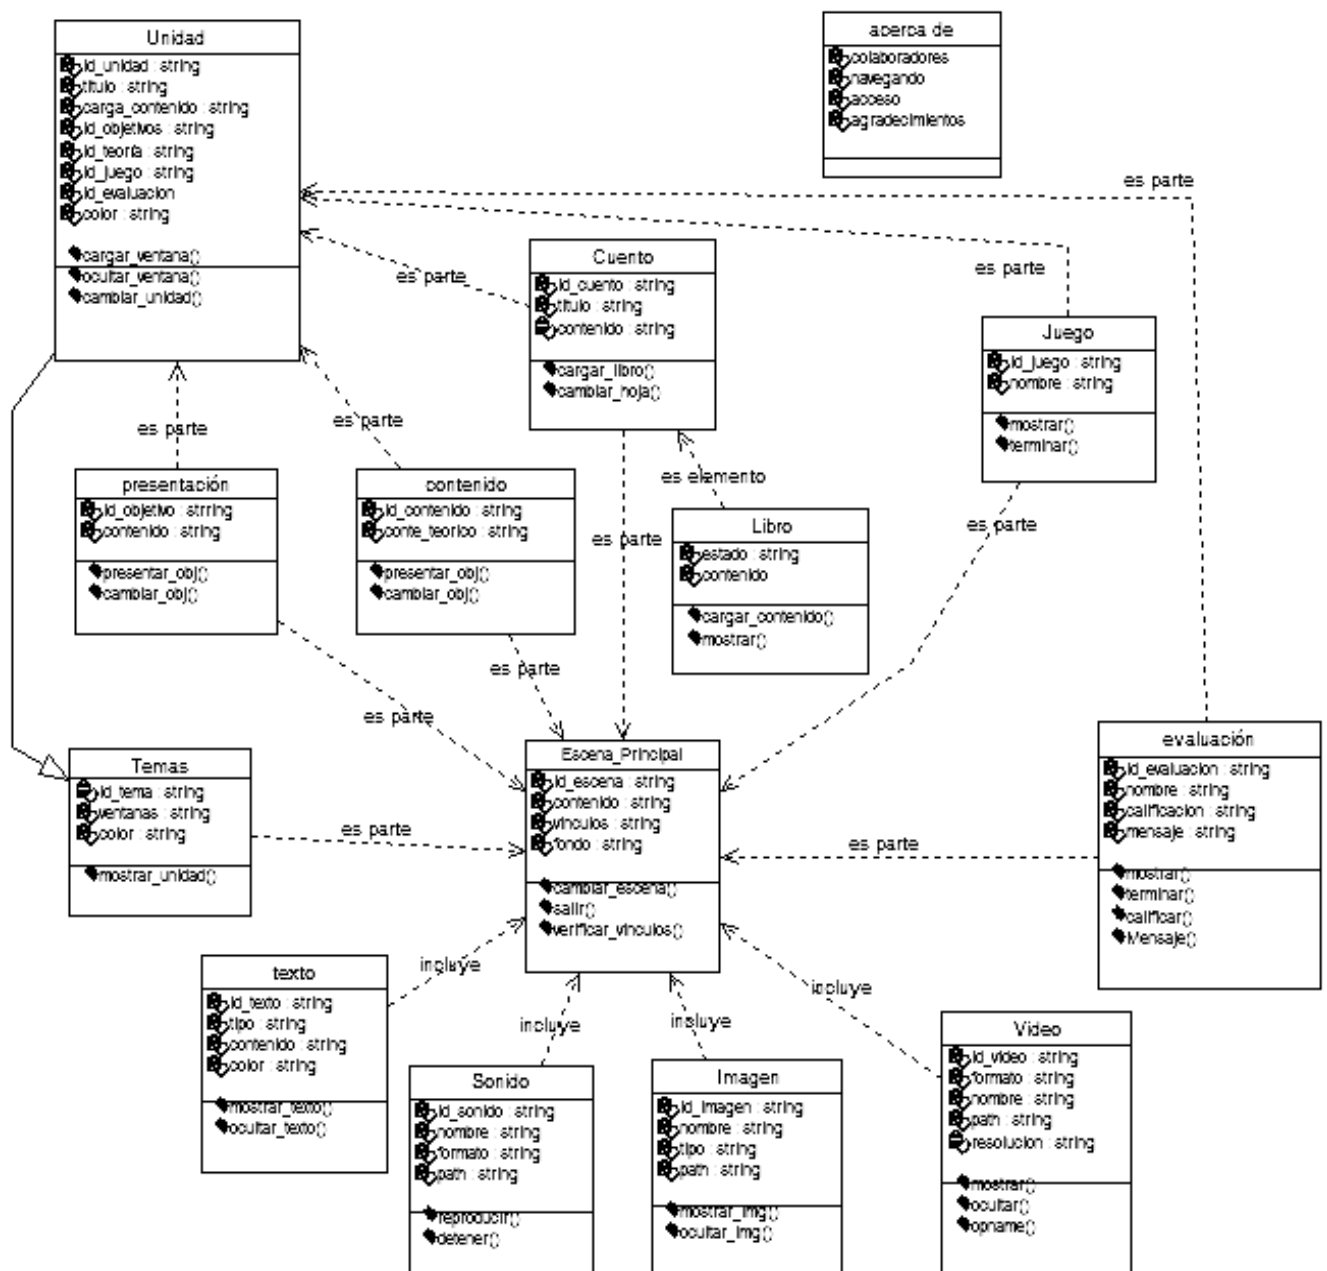 Unidad
id_unidad : string
título : string
carga_contenido : string
id_objetivos : string
id_teoría : string
id_juego : string
id_evaluacion
color : string
cargar_ventana()
ocultar_ventana()
cambiar_unidad()
acerca de
colaboradores
navegando
acceso
agradecimientos
es parte
es parte
es parte
Cuento
id_cuento : string
título : string
contenido : string
cargar_libro()
cambiar_hoja()
Juego
id_juego : string
nombre : string
mostrar()
terminar()
es parte
es parte
presentación
id_objetivo : strring
contenido : string
presentar_obj()
cambiar_obj()
contenido
id_contenido : string
conte_teorico : string
presentar_obj()
cambiar_obj()
es elemento
Libro
estado : string
contenido
cargar_contenido()
mostrar()
es parte
es parte
es parte
es parte
Temas
id_tema : string
ventanas : string
color : string
mostrar_unidad()
es parte
Escena_Principal
id_escena : string
contenido : string
vinculos : string
fondo : string
cambiar_escena()
salir()
verificar_vinculos()
es parte
evaluación
id_evaluacion : string
nombre : string
calificacion : string
mensaje : string
mostrar()
terminar()
calificar()
Mensaje()
incluye
incluye
incluye
incluye
texto
id_texto : string
tipo : string
contenido : string
color : string
mostrar_texto()
ocultar_texto()
Sonido
id_sonido : string
nombre : string
formato : string
path : string
reproducir()
detener()
Imagen
id_imagen : string
nombre : string
tipo : string
path : string
mostrar_img()
ocultar_img()
Video
id_video : string
formato : string
nombre : string
path : string
resolucion : string
mostrar()
ocultar()
opname()